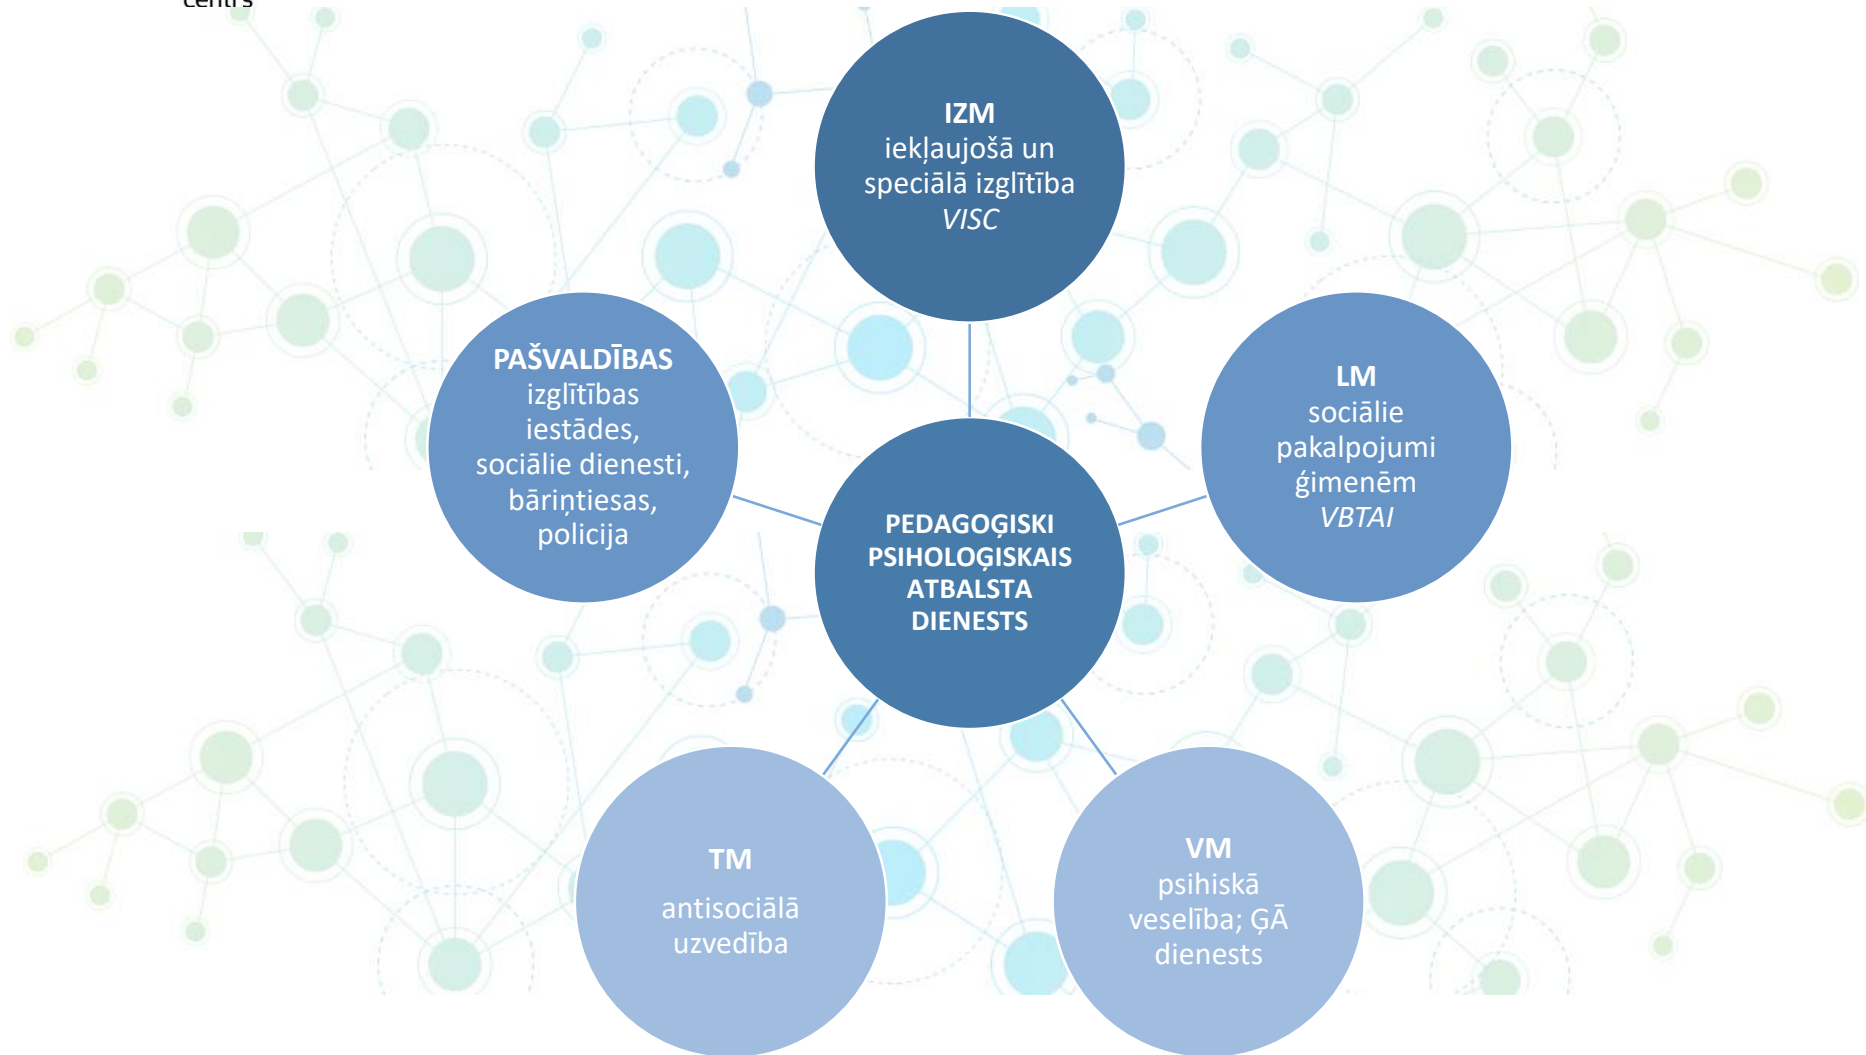 centrs
IZM
iekļaujošā un
speciālā izglītība
VISC
PAŠVALDĪBAS
izglītības
iestādes,
sociālie dienesti,
bāriņtiesas,
policija
LM
sociālie
pakalpojumi
ģimenēm
VBTAI
PEDAGOĢISKI
PSIHOLOĢISKAIS
ATBALSTA
DIENESTS
TM
antisociālā
uzvedība
VM
psihiskā
veselība; ĢĀ
dienests